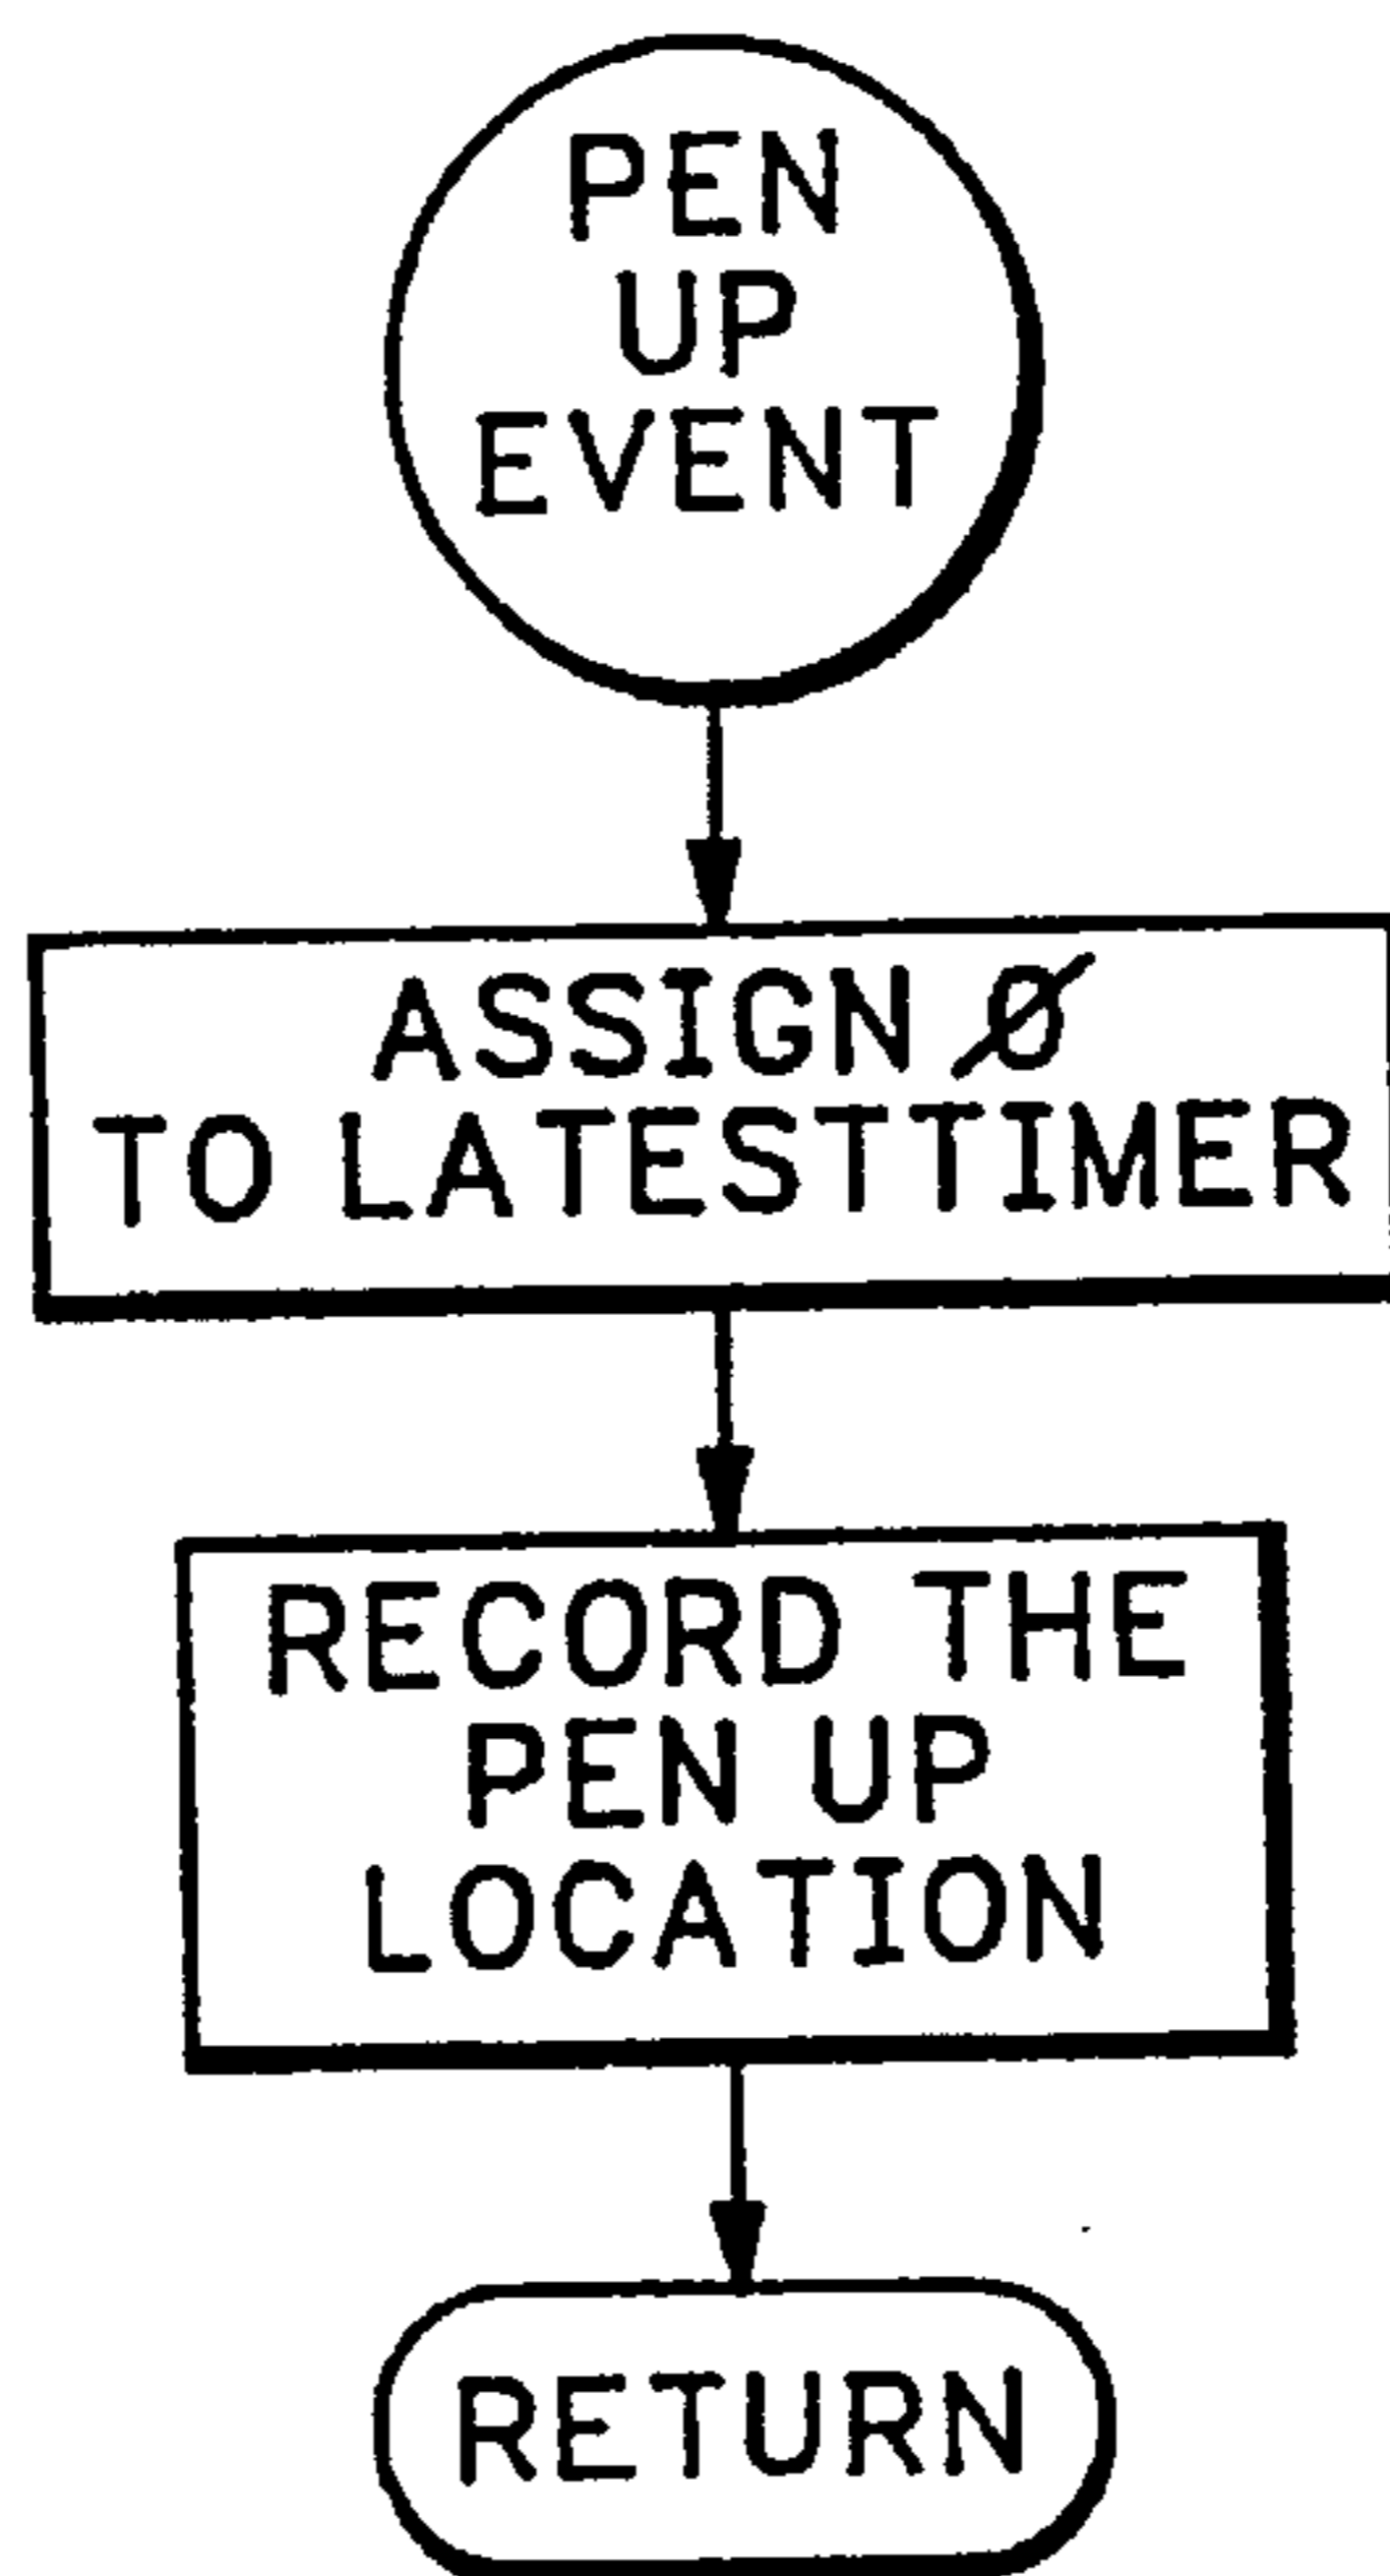 PEN
UP
EVENT
ASSIGN Ø
TO LATESTTIMER
RECORD THE
PEN UP
LOCATION
RETURN